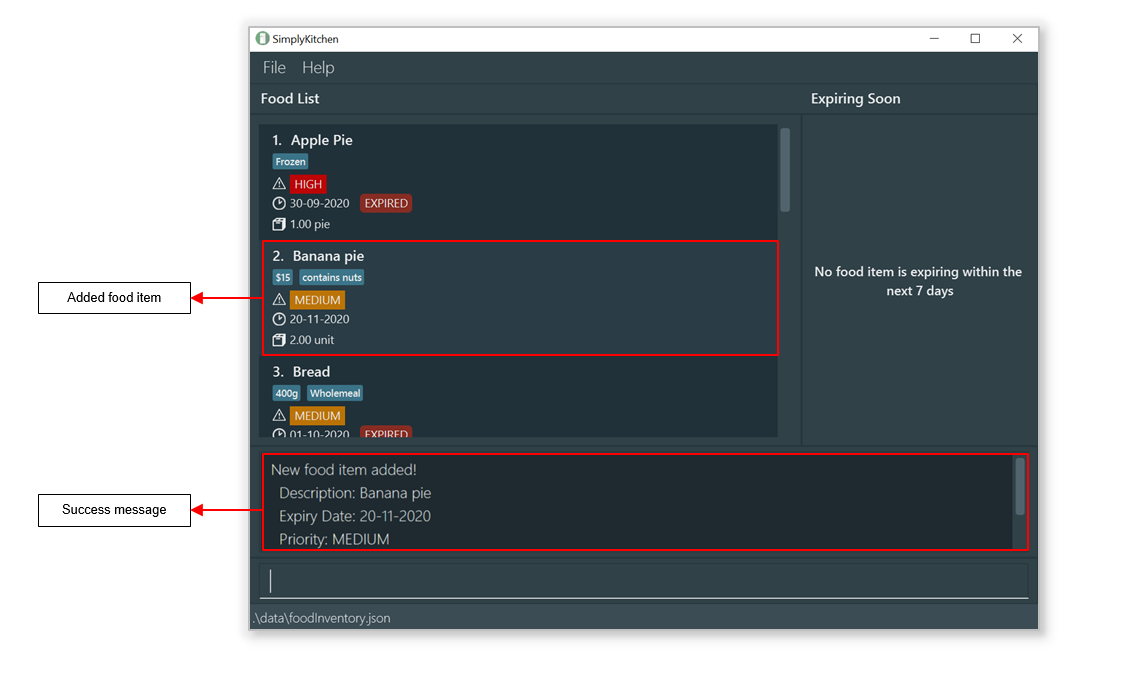 SimplyKitchen
File Help
Food List
Expiring Soon
1. Apple Pie
Frozen
HIGH
30-09-2020 EXPIRED
1.00 pie
2. Banana pie
$15 contains nuts
MEDIUM
20-11-2020
2.00 unit
3. Bread
400g Wholemeal
MEDIUM
01-10-2020 EXPIRED
No food item is expiring within the
next 7 days
Added food item
New food item added!
Description: Banana pie
Expiry Date: 20-11-2020
Priority: MEDIUM
Success message
.\data\foodInventory.json